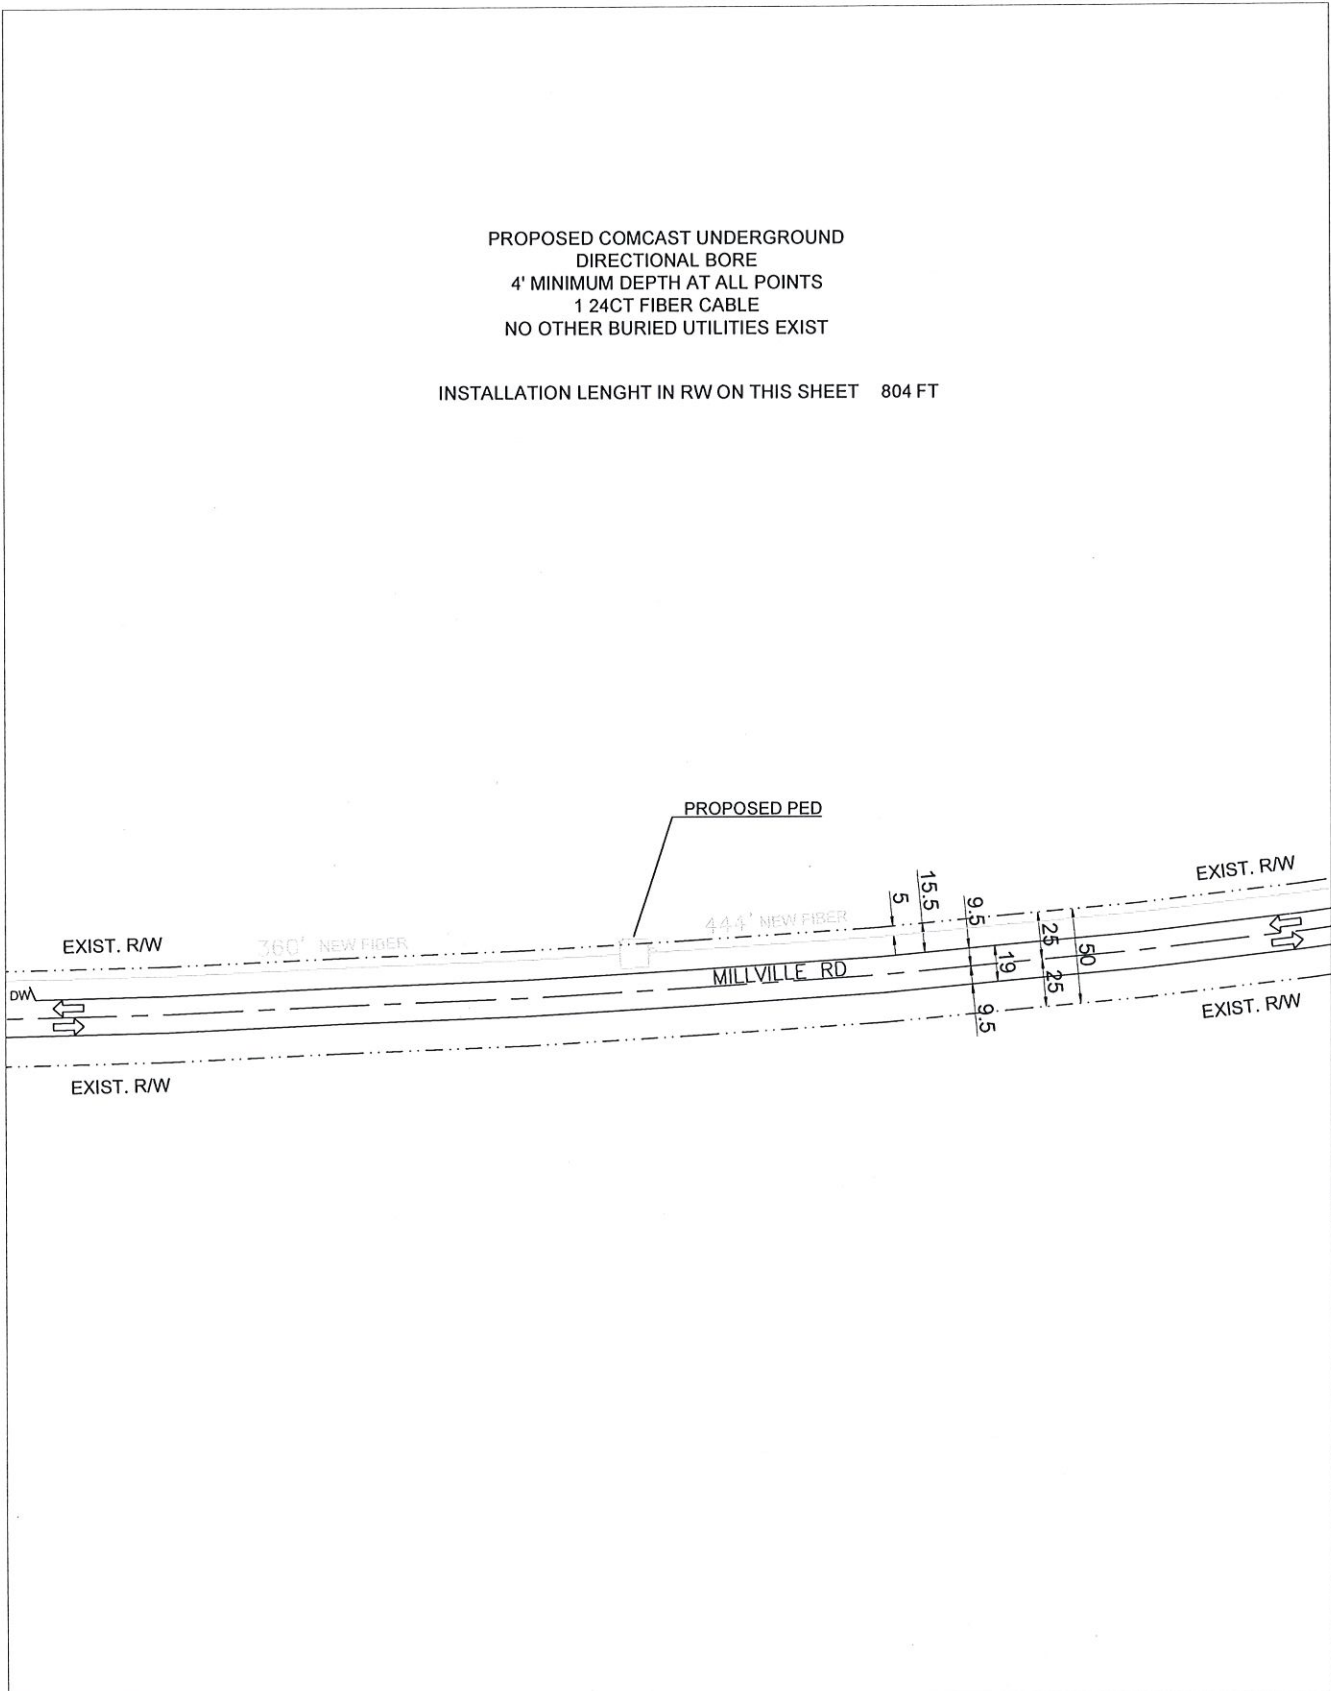 PROPOSED COMCAST UNDERGROUND
DIRECTIONAL BORE
4' MINIMUM DEPTH AT ALL POINTS
1 24CT FIBER CABLE
NO OTHER BURIED UTILITIES EXIST
INSTALLATION LENGHT IN RW ON THIS SHEET 804 FT
PROPOSED PED
EXIST. R/W
5
15.5
9.5
444' NEW FIBER
360' NEW FIBER
EXIST. R/W
25
50
19
25
MILLVILLE RD
DW
9.5
EXIST. R/W
EXIST. R/W